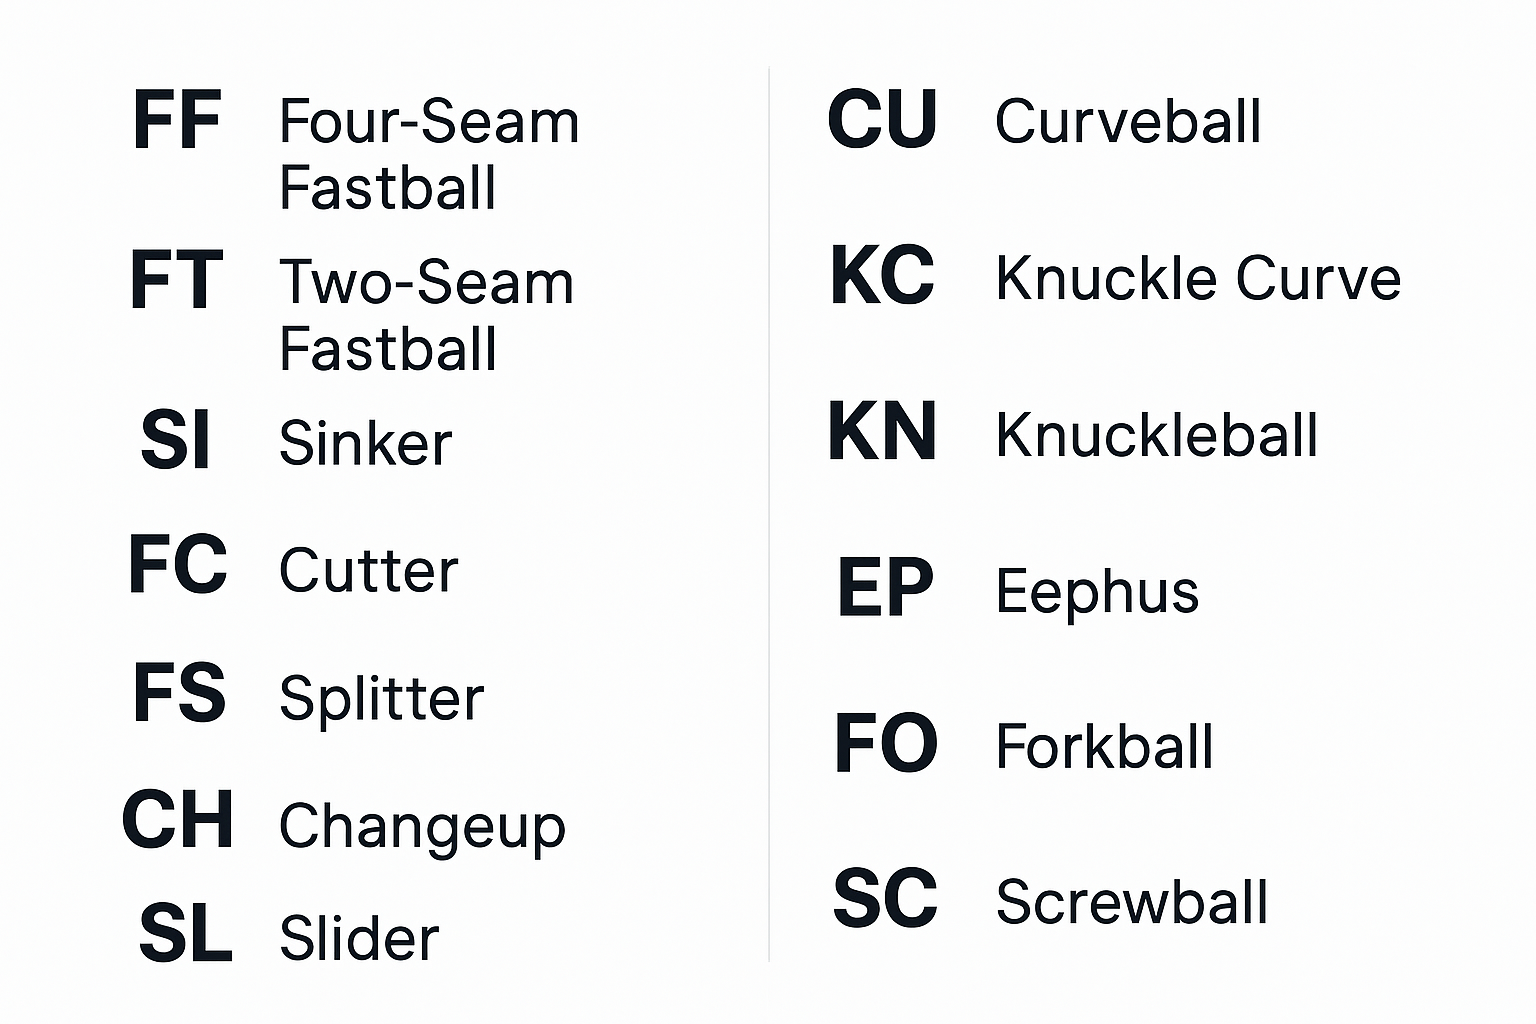 FF Four-Seam
Fastball
FT Two-Seam
Fastball
SI Sinker
FC Cutter
FS Splitter
CH Changeup
SL Slider
CU Curveball
KC Knuckle Curve
KN Knuckleball
EP Eephus
FO Forkball
SC Screwball